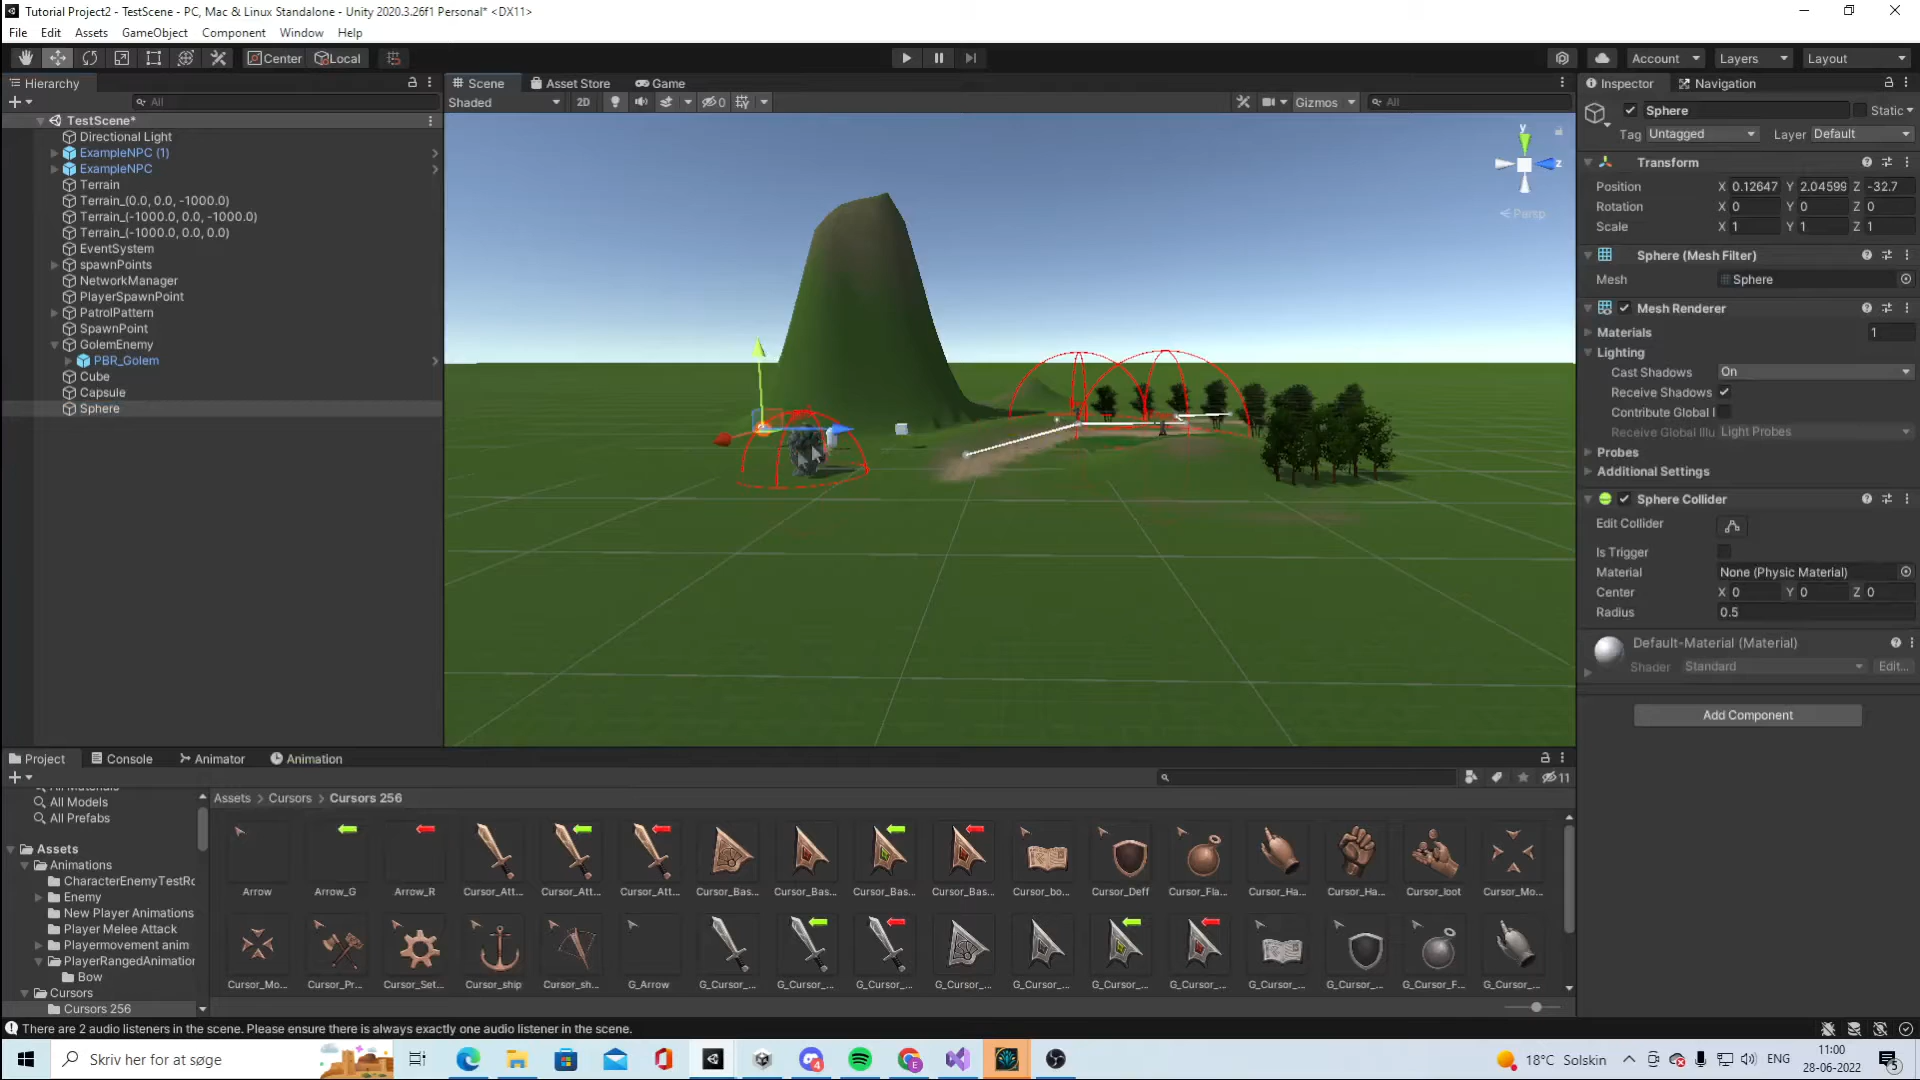 Tutorial Project2 - TestScene - PC, Mac & Linux Standalone - Unity 2020.3.26f1 Personal* <DX11>
File Edit Assets GameObject Component Window Help
Center Local Account Layers Layout
Hierarchy
All
TestScene*
Directional Light
ExampleNPC (1)
ExampleNPC
Terrain
Terrain_(0.0, 0.0, -1000.0)
Terrain_(-1000.0, 0.0, -1000.0)
Terrain_(-1000.0, 0.0, 0.0)
EventSystem
spawnPoints
NetworkManager
PlayerSpawnPoint
PatrolPattern
SpawnPoint
GolemEnemy
PBR_Golem
Cube
Capsule
Sphere
Scene Asset Store Game
Shaded 2D 0 Gizmos All
y
z
Persp
Inspector Navigation
Sphere Static
Tag Untagged Layer Default
Transform
Position X 0.12647 Y 2.04599 Z -32.7
Rotation X 0 Y 0 Z 0
Scale X 1 Y 1 Z 1
Sphere (Mesh Filter)
Mesh Sphere
Mesh Renderer
Materials 1
Lighting
Cast Shadows On
Receive Shadows
Contribute Global I
Receive Global Illu Light Probes
Probes
Additional Settings
Sphere Collider
Edit Collider
Is Trigger
Material None (Physic Material)
Center X 0 Y 0 Z 0
Radius 0.5
Default-Material (Material)
Shader Standard Edit...
Add Component
Project Console Animator Animation
11
All Models
All Prefabs
Assets
Animations
CharacterEnemyTestRo
Enemy
New Player Animations
Player Melee Attack
Playermovement anim
PlayerRangedAnimation
Bow
Cursors
Cursors 256
Assets > Cursors > Cursors 256
Arrow Arrow_G Arrow_R Cursor_Att... Cursor_Att... Cursor_Att... Cursor_Bas... Cursor_Bas... Cursor_Bas... Cursor_Bas... Cursor_bo... Cursor_Deff Cursor_Fla... Cursor_Ha... Cursor_Ha... Cursor_loot Cursor_Mo...
Cursor_Mo... Cursor_Pr... Cursor_Set... Cursor_ship Cursor_sh... G_Arrow G_Cursor_... G_Cursor_... G_Cursor_... G_Cursor_... G_Cursor_... G_Cursor_... G_Cursor_... G_Cursor_... G_Cursor_... G_Cursor_F... G_Cursor_...
There are 2 audio listeners in the scene. Please ensure there is always exactly one audio listener in the scene.
Skriv her for at søge
4
18°C Solskin
ENG
11:00
28-06-2022
5